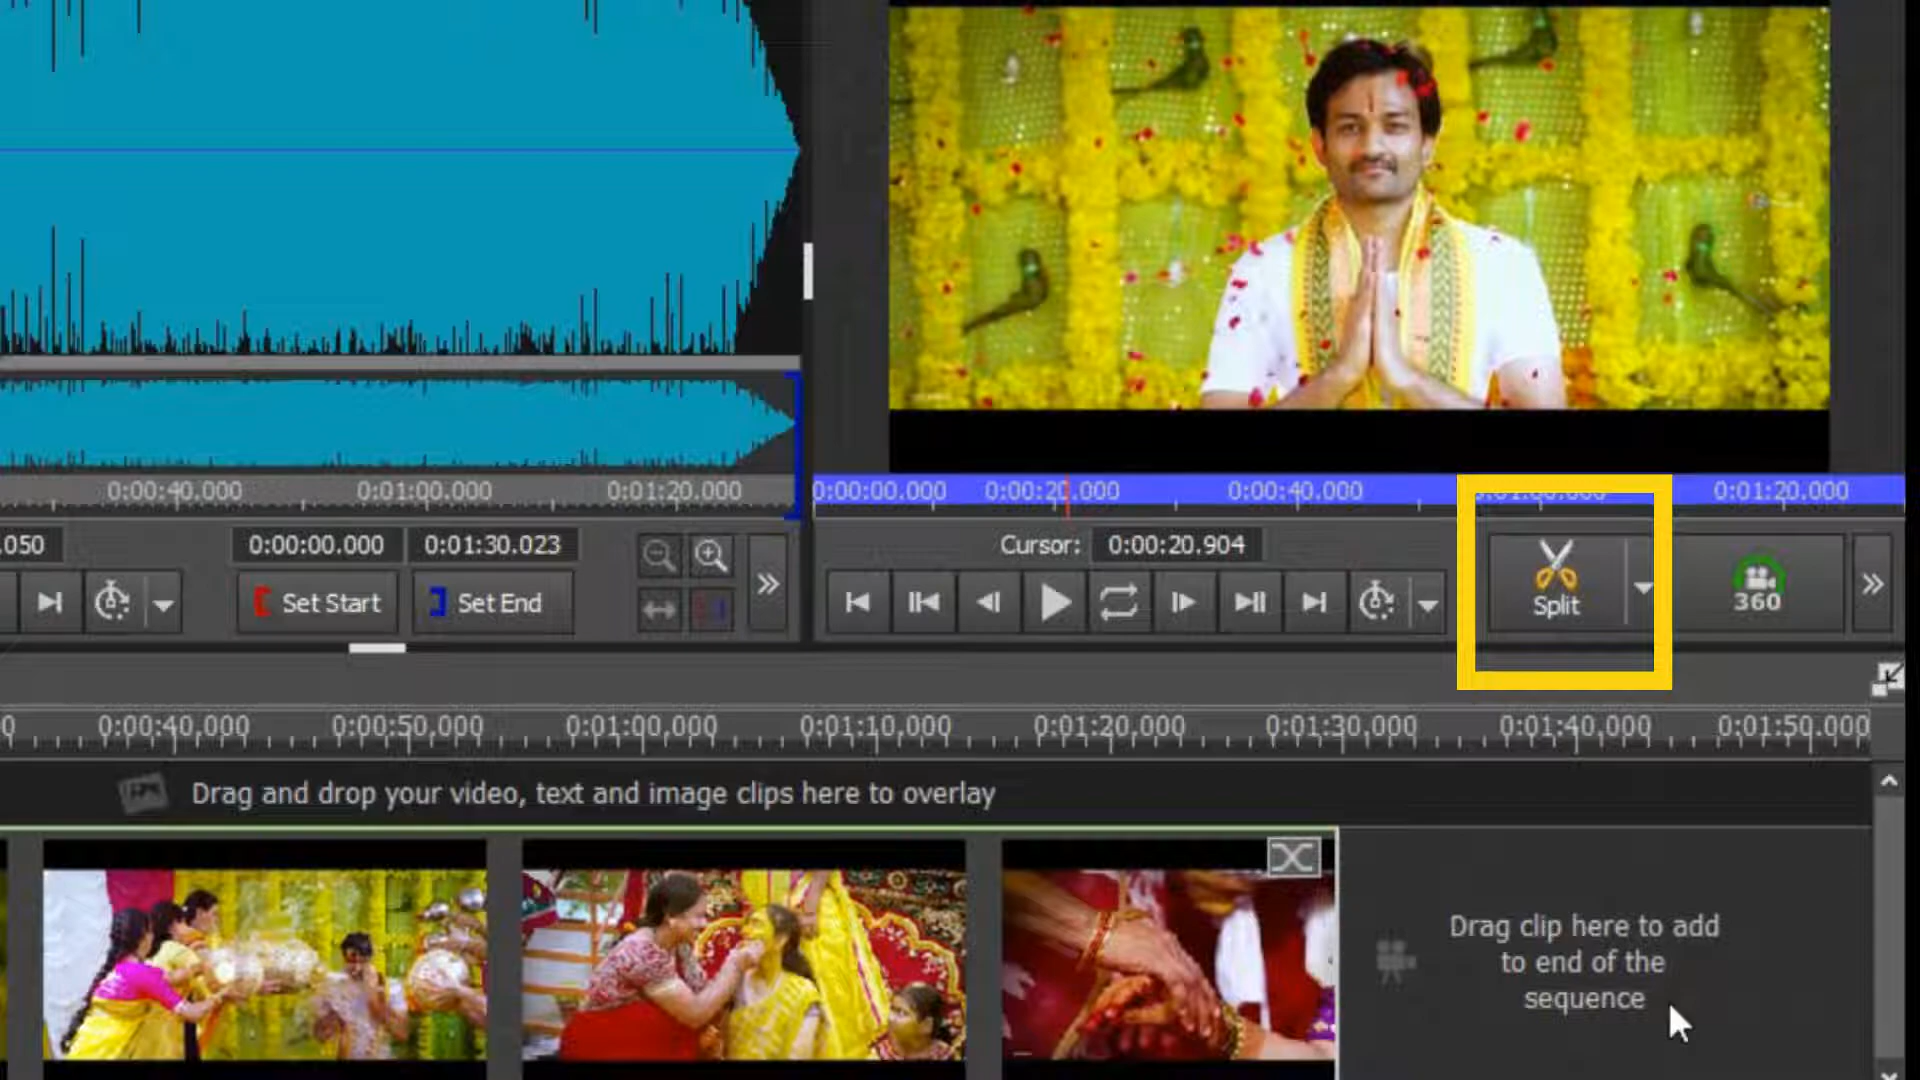 0:00:40.000 0:01:00.000 0:01:20.000
0:00:00.000 0:00:20.000 0:00:40.000 0:01:00.000 0:01:20.000
.050 0:00:00.000 0:01:30.023
Cursor: 0:00:20.904
Set Start Set End
Split
360
0 0:00:40,000 0:00:50,000 0:01:00,000 0:01:10,000 0:01:20,000 0:01:30,000 0:01:40,000 0:01:50,000
Drag and drop your video, text and image clips here to overlay
Drag clip here to add
to end of the
sequence